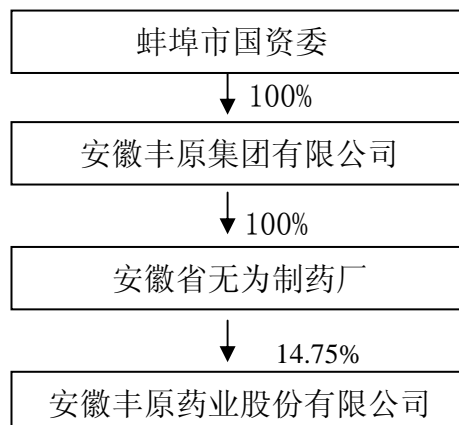 蚌埠市国资委
100%
安徽丰原集团有限公司
100%
安徽省无为制药厂
14.75%
安徽丰原药业股份有限公司